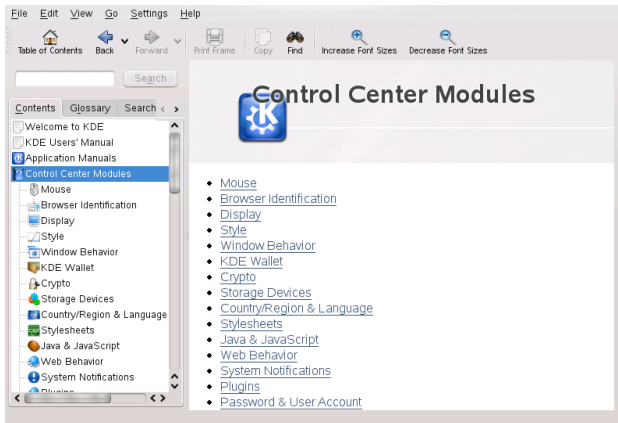 File Edit View Go Settings Help
Table of Contents Back Forward Print Frame Copy Find Increase Font Sizes Decrease Font Sizes
Search
Contents Glossary Search
Welcome to KDE
KDE Users' Manual
Application Manuals
Control Center Modules
Mouse
Browser Identification
Display
Style
Window Behavior
KDE Wallet
Crypto
Storage Devices
Country/Region & Language
Stylesheets
Java & JavaScript
Web Behavior
System Notifications
Plugins
Control Center Modules
Mouse
Browser Identification
Display
Style
Window Behavior
KDE Wallet
Crypto
Storage Devices
Country/Region & Language
Stylesheets
Java & JavaScript
Web Behavior
System Notifications
Plugins
Password & User Account